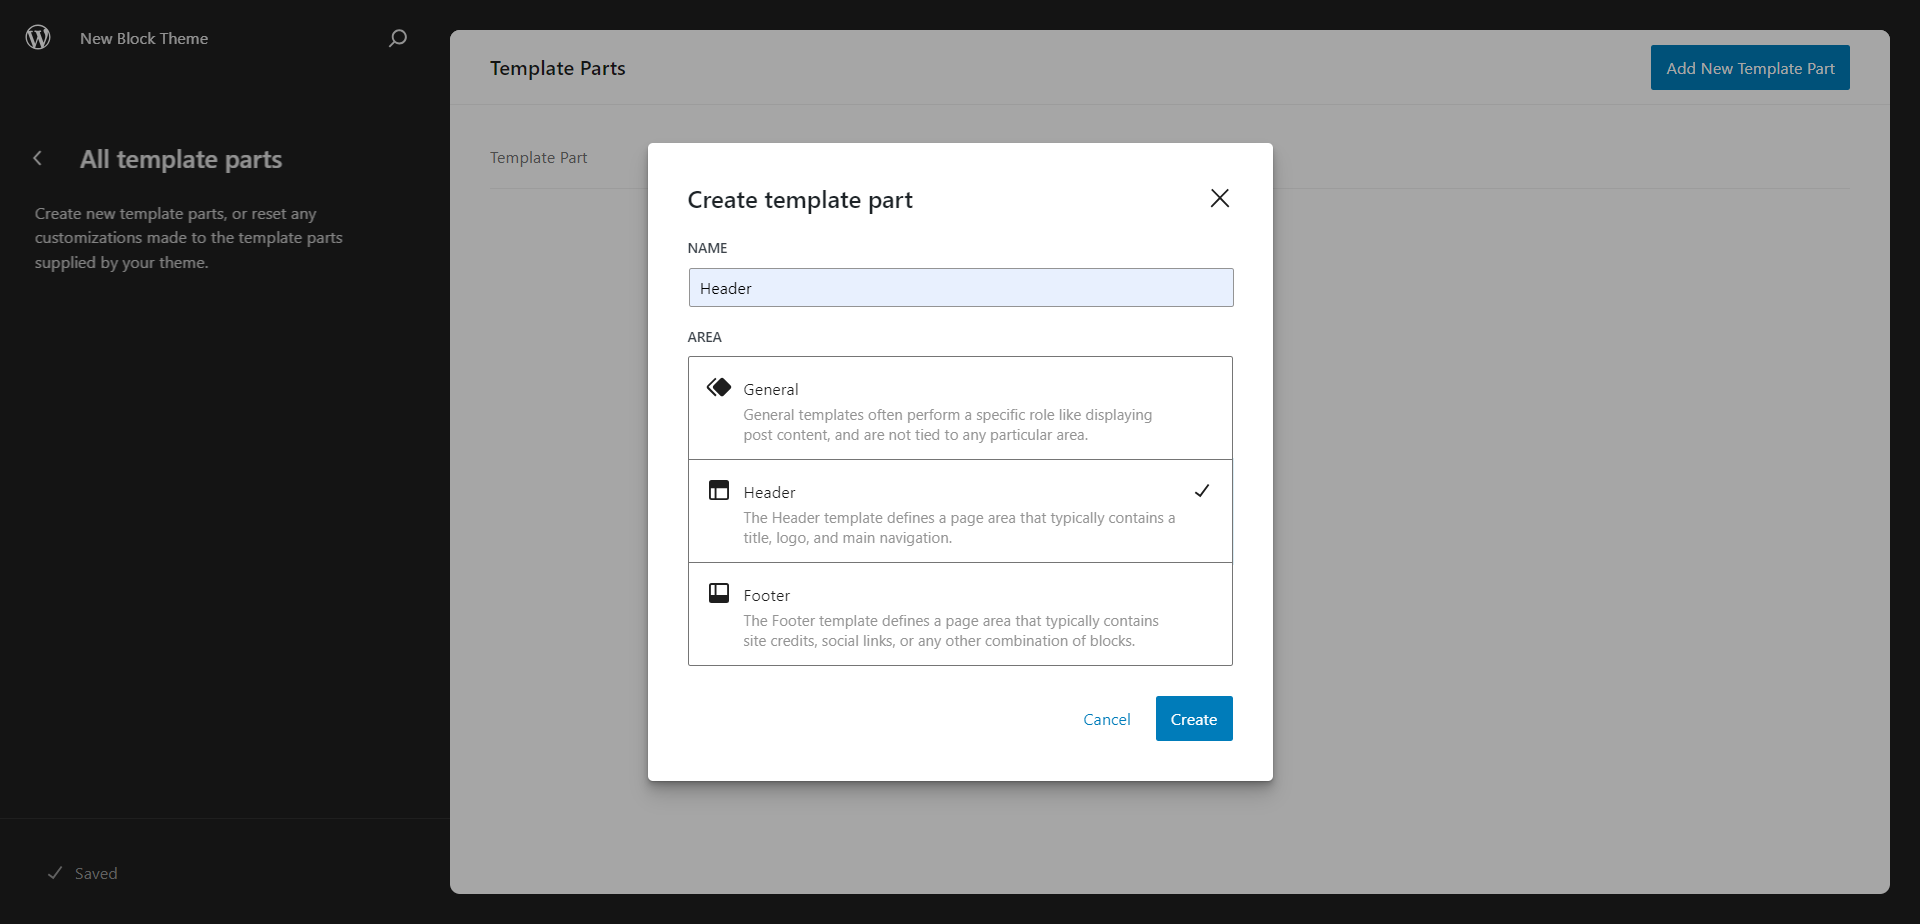 New Block Theme
All template parts
Create new template parts, or reset any
customizations made to the template parts
supplied by your theme.
Saved
Template Parts
Add New Template Part
Template Part
Create template part
NAME
Header
AREA
General
General templates often perform a specific role like displaying
post content, and are not tied to any particular area.
Header
The Header template defines a page area that typically contains a
title, logo, and main navigation.
Footer
The Footer template defines a page area that typically contains
site credits, social links, or any other combination of blocks.
Cancel
Create